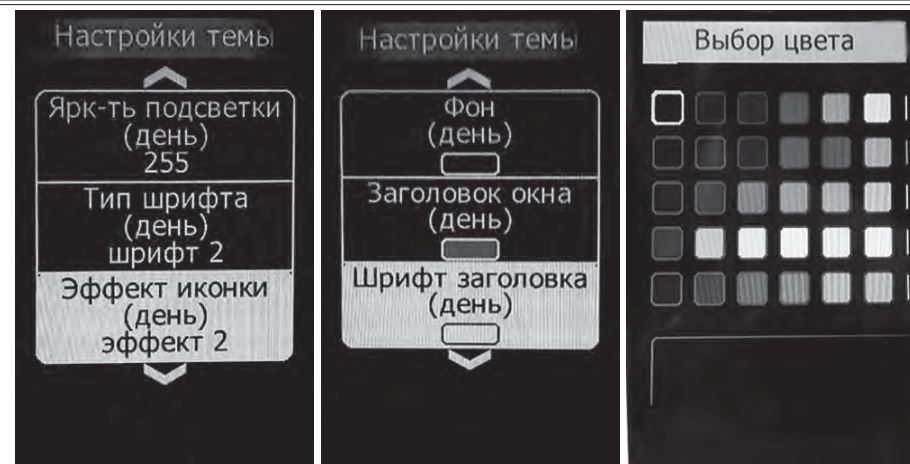 Настройки темы
Ярк-ть подсветки
(день)
255
Тип шрифта
(день)
шрифт 2
Эффект иконки
(день)
эффект 2
Настройки темы
Фон
(день)
Заголовок окна
(день)
Шрифт заголовка
(день)
Выбор цвета